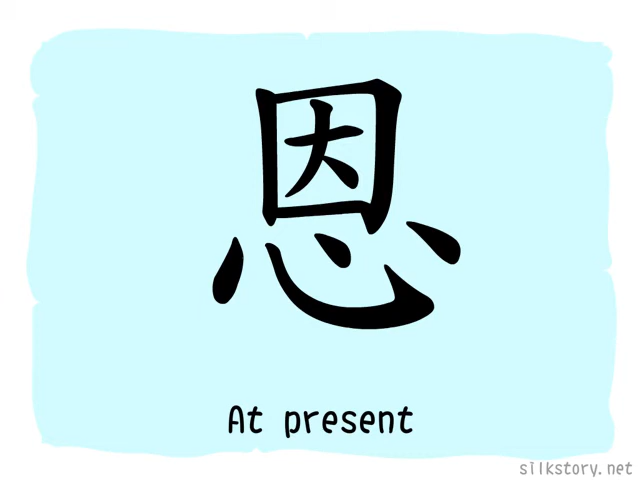 恩
At present
silkstory.net